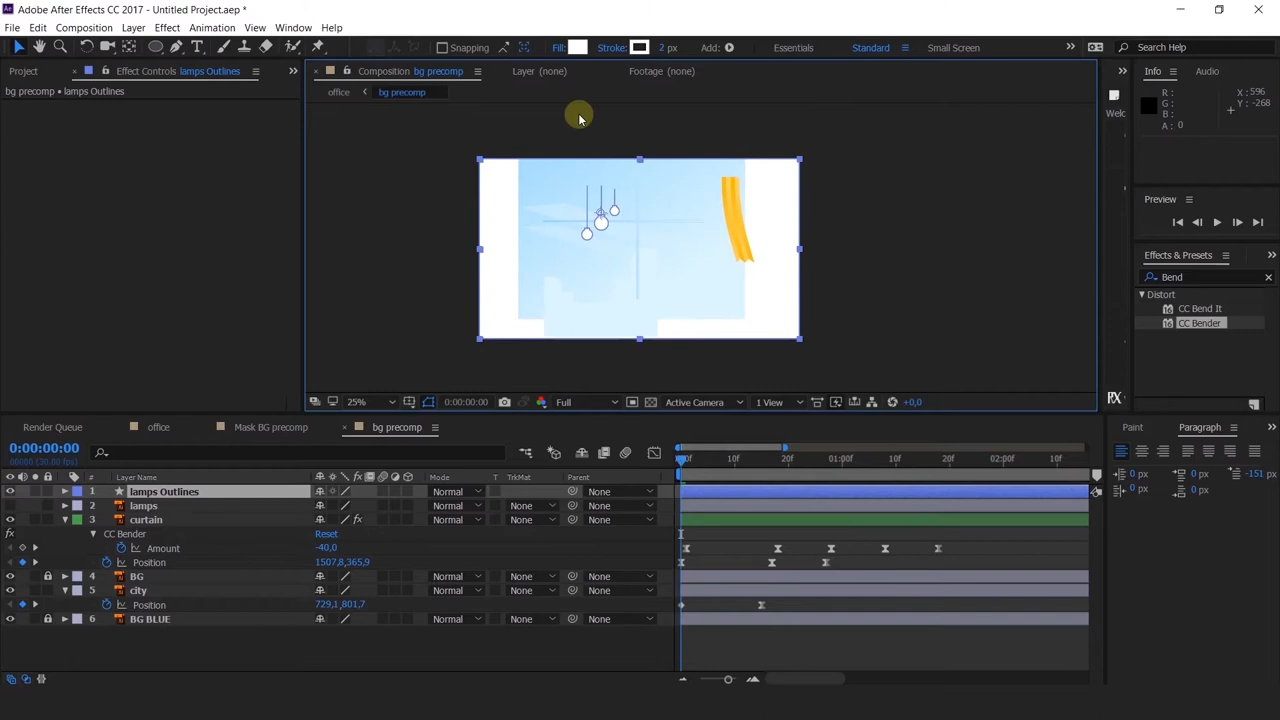 Adobe After Effects CC 2017 - Untitled Project.aep *
File Edit Composition Layer Effect Animation View Window Help
Snapping Fill: Stroke: 2 px Add: Essentials Standard Small Screen Search Help
Project Effect Controls lamps Outlines Composition bg precomp Layer (none) Footage (none) Info Audio
bg precomp • lamps Outlines office bg precomp
R: X: 596
G: Y: -268
B:
A: 0
Welc
Preview
Effects & Presets
Bend
Distort
CC Bend It
CC Bender
25% 0:00:00:00 Full Active Camera 1 View +0,0
Render Queue office Mask BG precomp bg precomp Paint Paragraph
0:00:00:00
00000 (30.00 fps)
10f 20f 01:00f 10f 20f 02:00f 10f
0 px 0 px -151 px
0 px 0 px
# Layer Name Mode T TrkMat Parent
1 lamps Outlines Normal None
2 lamps Normal None None
3 curtain fx Normal None None
fx CC Bender Reset
Amount -40,0
Position 1507,8,365,9
4 BG Normal None None
5 city Normal None None
Position 729,1,801,7
6 BG BLUE Normal None None